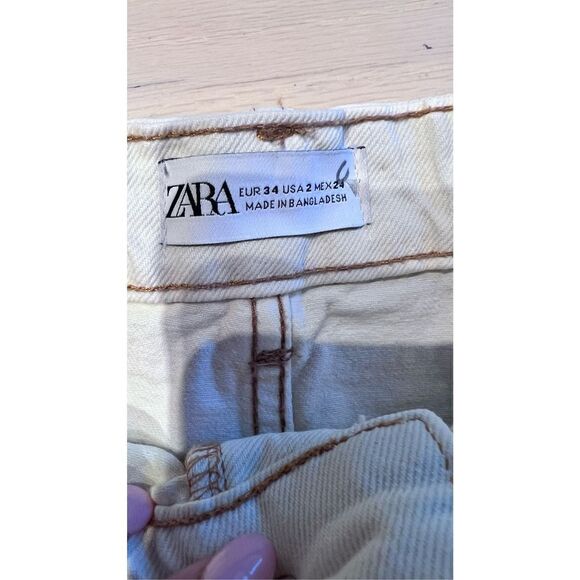 ZARA
EUR 34 USA 2 MEX 24
MADE IN BANGLADESH